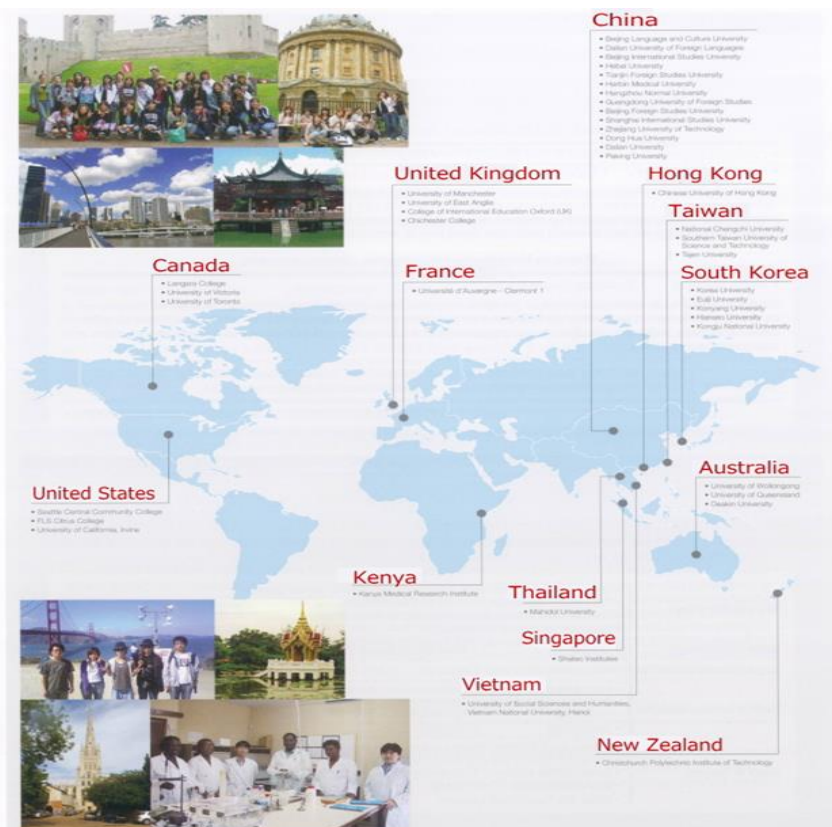 China
• Beijing Language and Culture University
• Dalian University of Foreign Languages
• Beijing International Studies University
• Hebei University
• Tianjin Foreign Studies University
• Harbin Medical University
• Hangzhou Normal University
• Guangdong University of Foreign Studies
• Beijing Foreign Studies University
• Shanghai International Studies University
• Zhejiang University of Technology
• Dong Hua University
• Dalian University
• Peking University
United Kingdom
• University of Manchester
• University of East Anglia
• College of International Education Oxford (UK)
• Chichester College
Hong Kong
• Chinese University of Hong Kong
Taiwan
• National Chengchi University
• Southern Taiwan University of
Science and Technology
• Tajen University
Canada
• Langara College
• University of Victoria
• University of Toronto
France
• Université d'Auvergne - Clermont 1
South Korea
• Korea University
• Eulji University
• Konyang University
• Hanseo University
• Kongju National University
United States
• Seattle Central Community College
• FLS Citrus College
• University of California, Irvine
Australia
• University of Wollongong
• University of Queensland
• Deakin University
Kenya
• Kenya Medical Research Institute
Thailand
• Mahidol University
Singapore
• Shatec Institutes
Vietnam
• University of Social Sciences and Humanities,
Vietnam National University, Hanoi
New Zealand
• Christchurch Polytechnic Institute of Technology